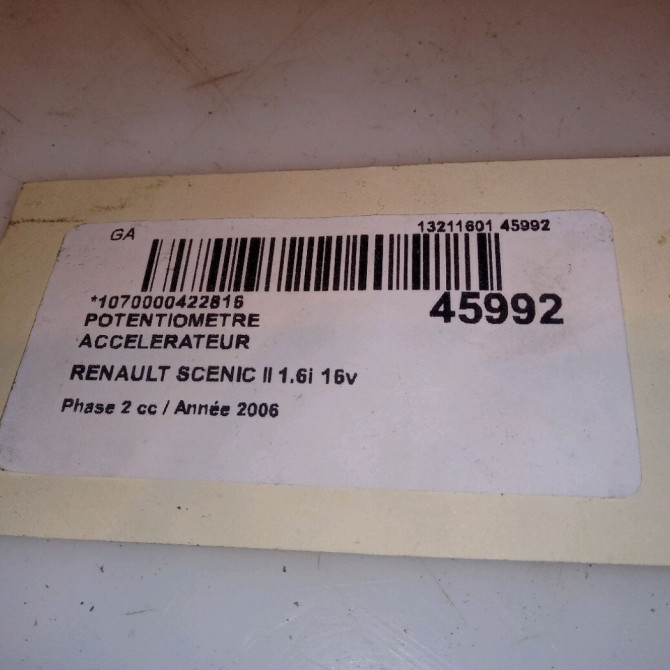 GA 13211601 45992
*1070000422816 45992
POTENTIOMETRE
ACCELERATEUR
RENAULT SCENIC II 1.6i 16v
Phase 2 cc / Année 2006